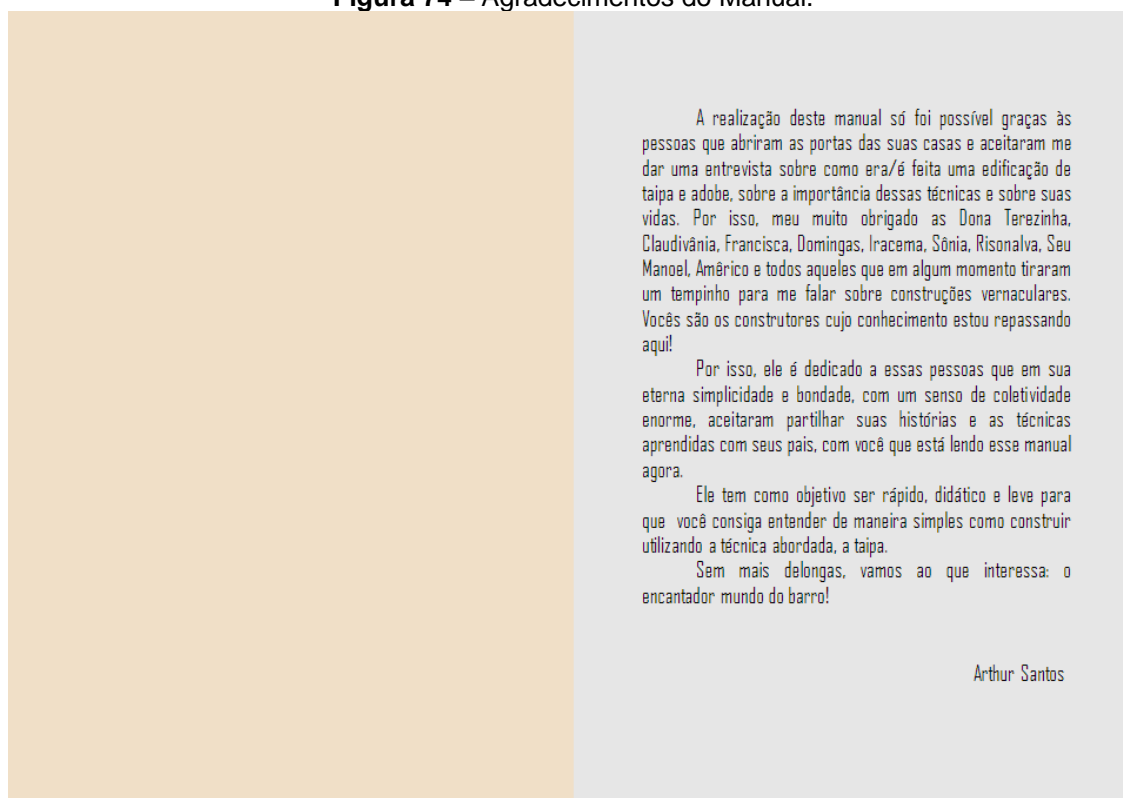 Figura 74 – Agradecimentos do Manual.
A realização deste manual só foi possível graças às
pessoas que abriram as portas das suas casas e aceitaram me
dar uma entrevista sobre como era/é feita uma edificação de
taipa e adobe, sobre a importância dessas técnicas e sobre suas
vidas. Por isso, meu muito obrigado as Dona Terezinha,
Claudivânia, Francisca, Domingas, Iracema, Sônia, Risonalva, Seu
Manoel, Amêrico e todos aqueles que em algum momento tiraram
um tempinho para me falar sobre construções vernaculares.
Vocês são os construtores cujo conhecimento estou repassando
aqui!
Por isso, ele é dedicado a essas pessoas que em sua
eterna simplicidade e bondade, com um senso de coletividade
enorme, aceitaram partilhar suas histórias e as técnicas
aprendidas com seus pais, com você que está lendo esse manual
agora.
Ele tem como objetivo ser rápido, didático e leve para
que você consiga entender de maneira simples como construir
utilizando a técnica abordada, a taipa.
Sem mais delongas, vamos ao que interessa: o
encantador mundo do barro!
Arthur Santos